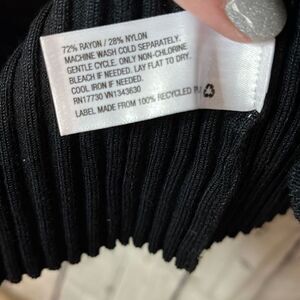 72% RAYON / 28% NYLON
MACHINE WASH COLD SEPARATELY.
GENTLE CYCLE. ONLY NON-CHLORINE
BLEACH IF NEEDED. LAY FLAT TO DRY.
COOL IRON IF NEEDED.
RN17730 VN1343630
LABEL MADE FROM 100% RECYCLED